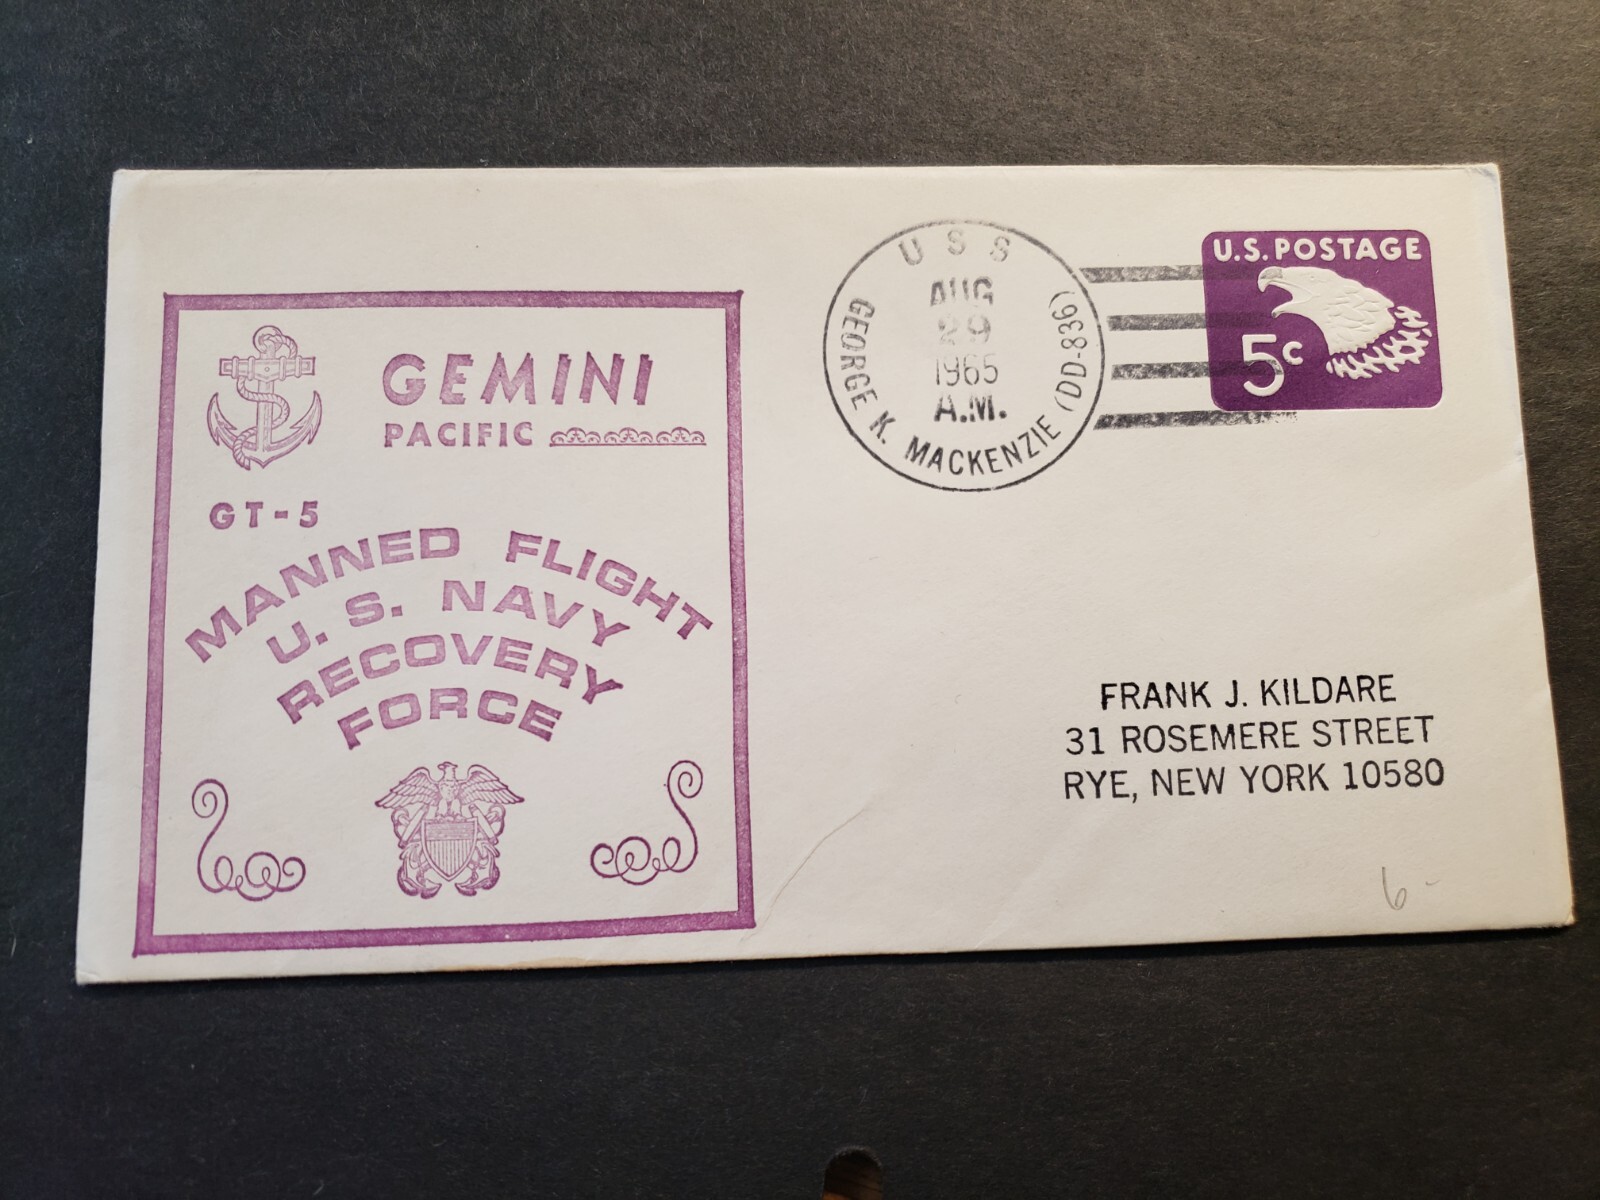 GEMINI
PACIFIC
GT-5
MANNED FLIGHT
U. S. NAVY
RECOVERY
FORCE
USS
GEORGE K. MACKENZIE (DD-836)
AUG
29
1965
A.M.
U.S. POSTAGE
5c
FRANK J. KILDARE
31 ROSEMERE STREET
RYE, NEW YORK 10580
6-